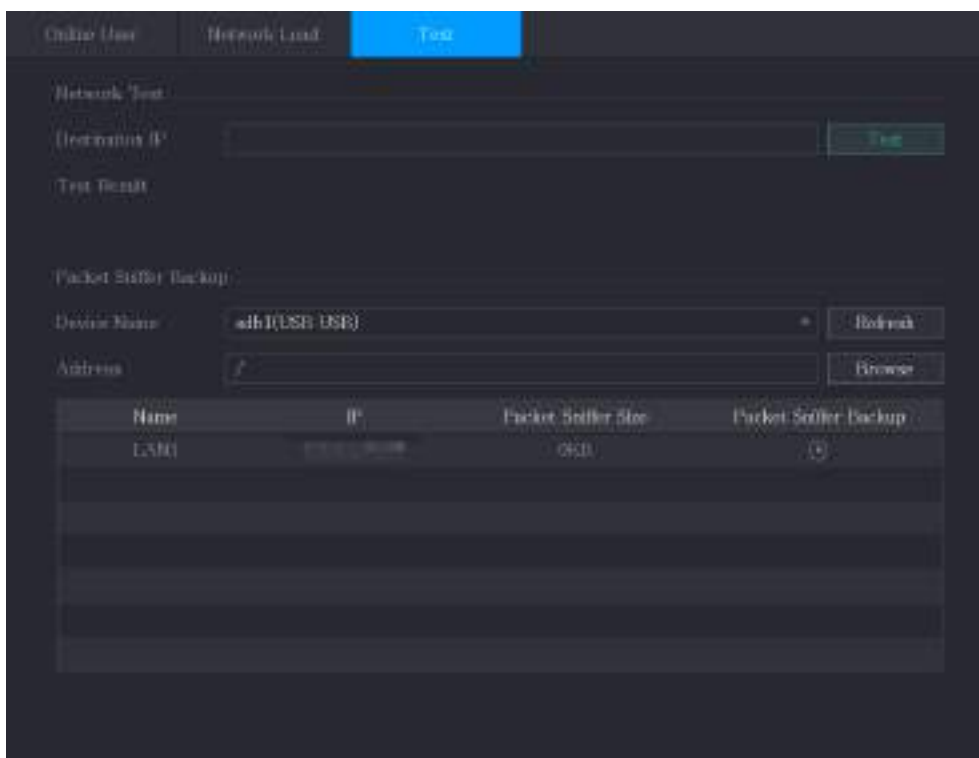 Online User Network Load Test
Network Test
Destination IP Test
Test Result
Packet Sniffer Backup
Device Name sdb1(USB USB) Refresh
Address / Browse
Name IP Packet Sniffer Size Packet Sniffer Backup
LAN1 0KB